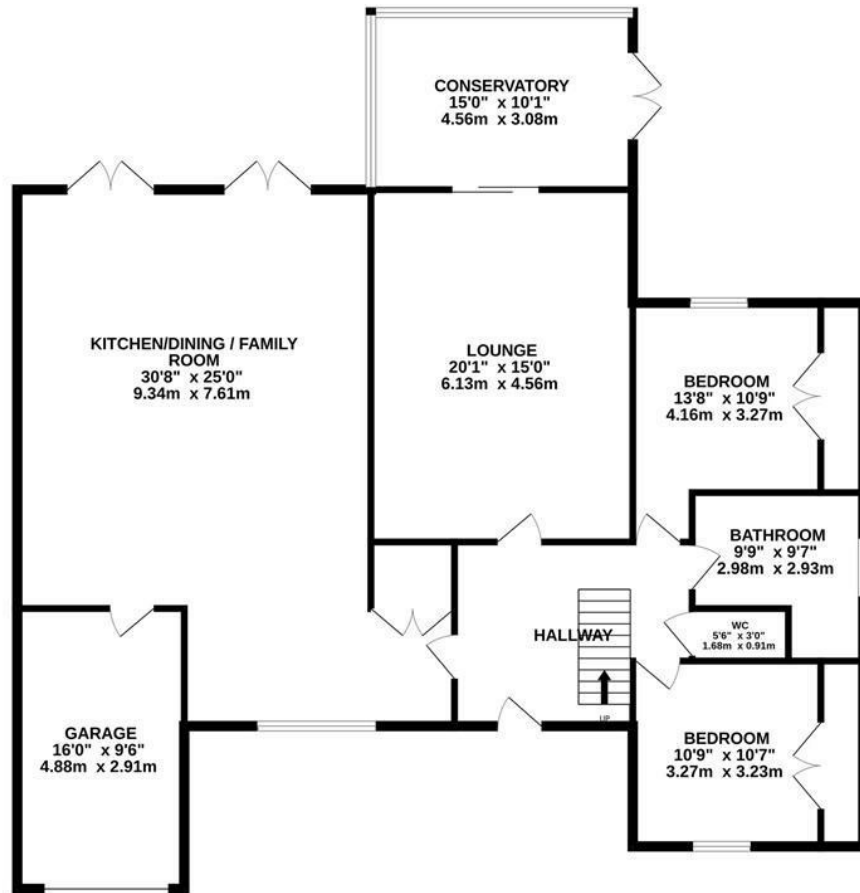 CONSERVATORY
15'0" x 10'1"
4.56m x 3.08m
KITCHEN/DINING / FAMILY
ROOM
30'8" x 25'0"
9.34m x 7.61m
LOUNGE
20'1" x 15'0"
6.13m x 4.56m
BEDROOM
13'8" x 10'9"
4.16m x 3.27m
BATHROOM
9'9" x 9'7"
2.98m x 2.93m
WC
5'6" x 3'0"
1.68m x 0.91m
HALLWAY
UP
GARAGE
16'0" x 9'6"
4.88m x 2.91m
BEDROOM
10'9" x 10'7"
3.27m x 3.23m